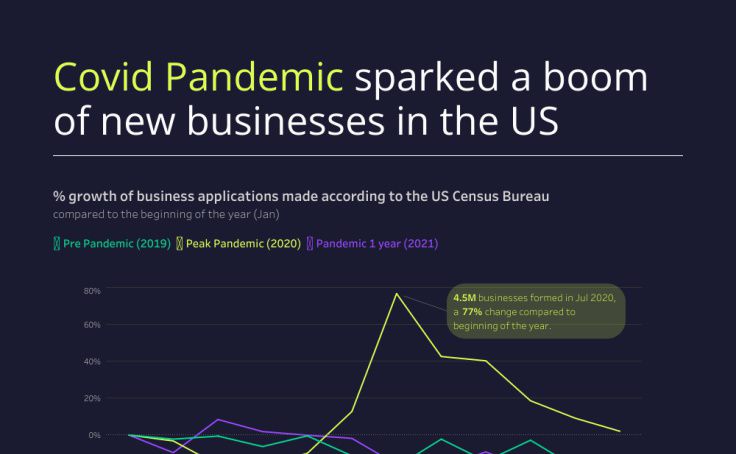 Covid Pandemic sparked a boom
of new businesses in the US
% growth of business applications made according to the US Census Bureau
compared to the beginning of the year (Jan)
Pre Pandemic (2019) Peak Pandemic (2020) Pandemic 1 year (2021)
80%
4.5M businesses formed in Jul 2020,
a 77% change compared to
beginning of the year.
60%
40%
20%
0%